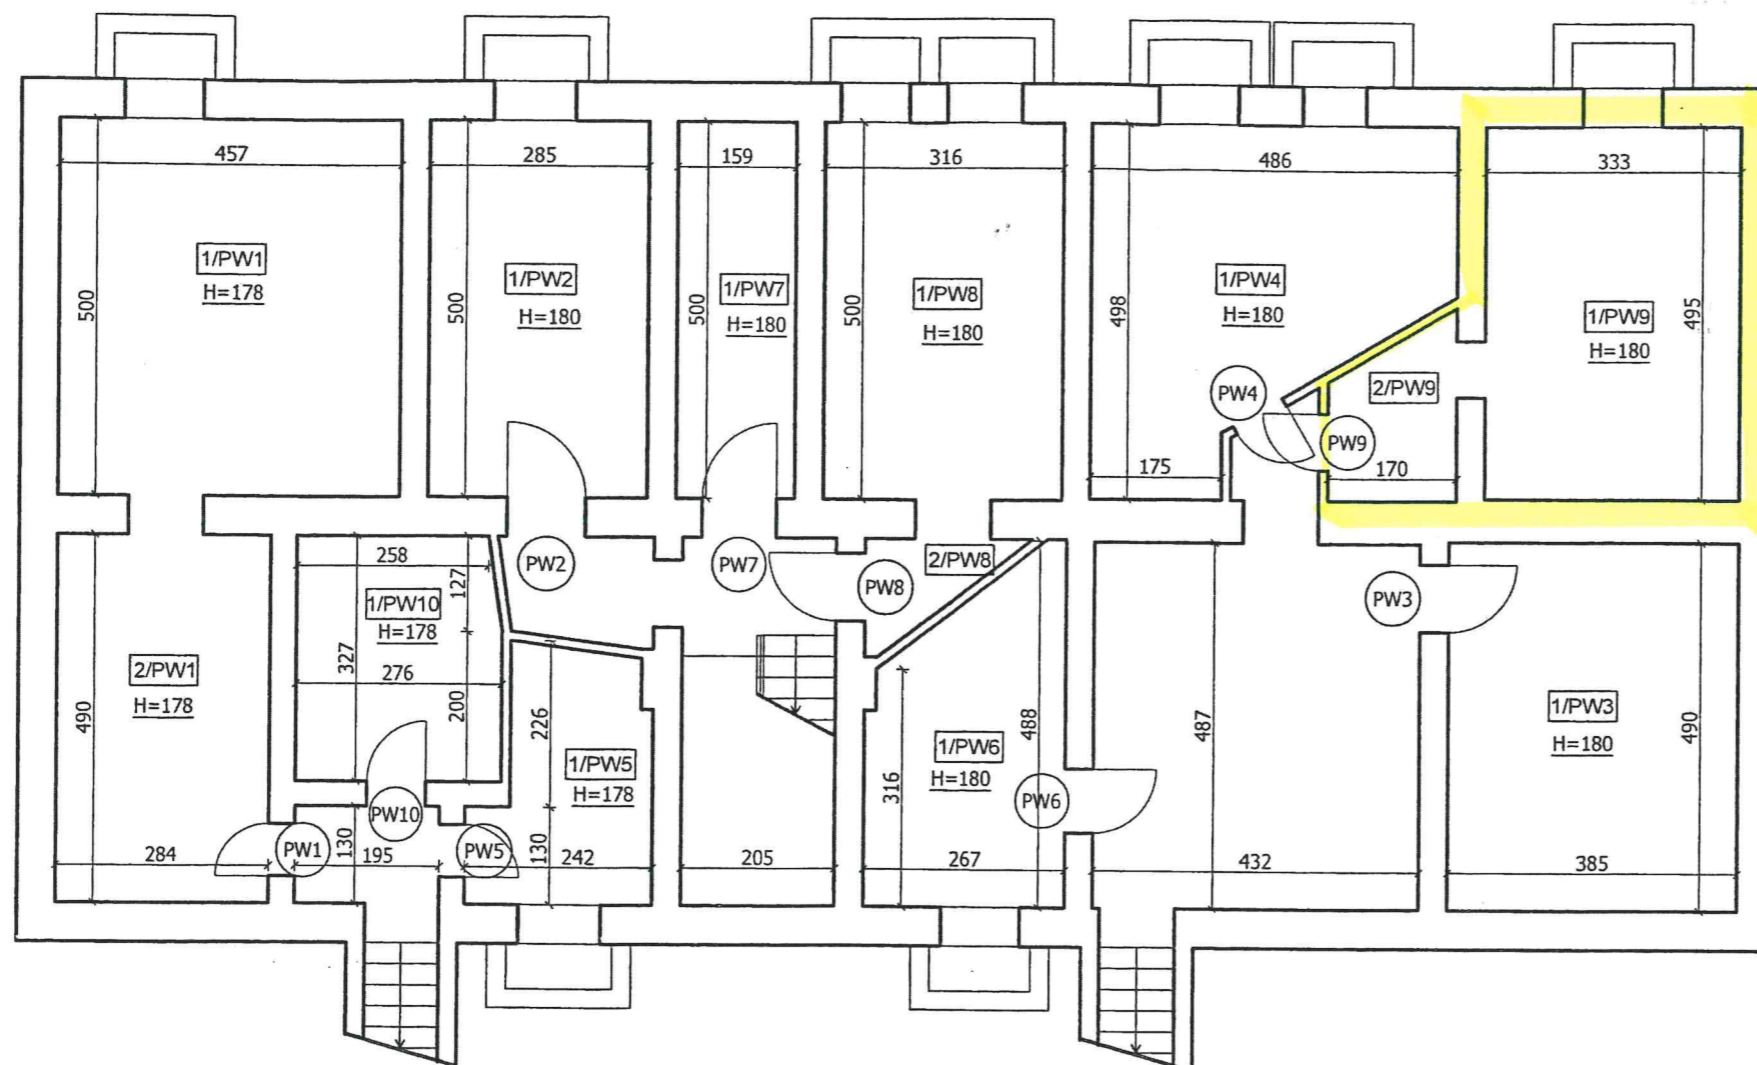 457
285
159
316
486
333
1/PW1
H=178
1/PW2
H=180
1/PW7
H=180
1/PW8
H=180
1/PW4
H=180
1/PW9
H=180
500
500
500
500
498
495
2/PW9
PW4
PW9
175
170
258
127
PW2
PW7
PW8
2/PW8
PW3
1/PW10
H=178
327
276
200
2/PW1
H=178
490
226
1/PW5
H=178
488
1/PW6
H=180
316
487
1/PW3
H=180
490
PW10
PW6
PW1
PW5
130
130
284
195
242
205
267
432
385